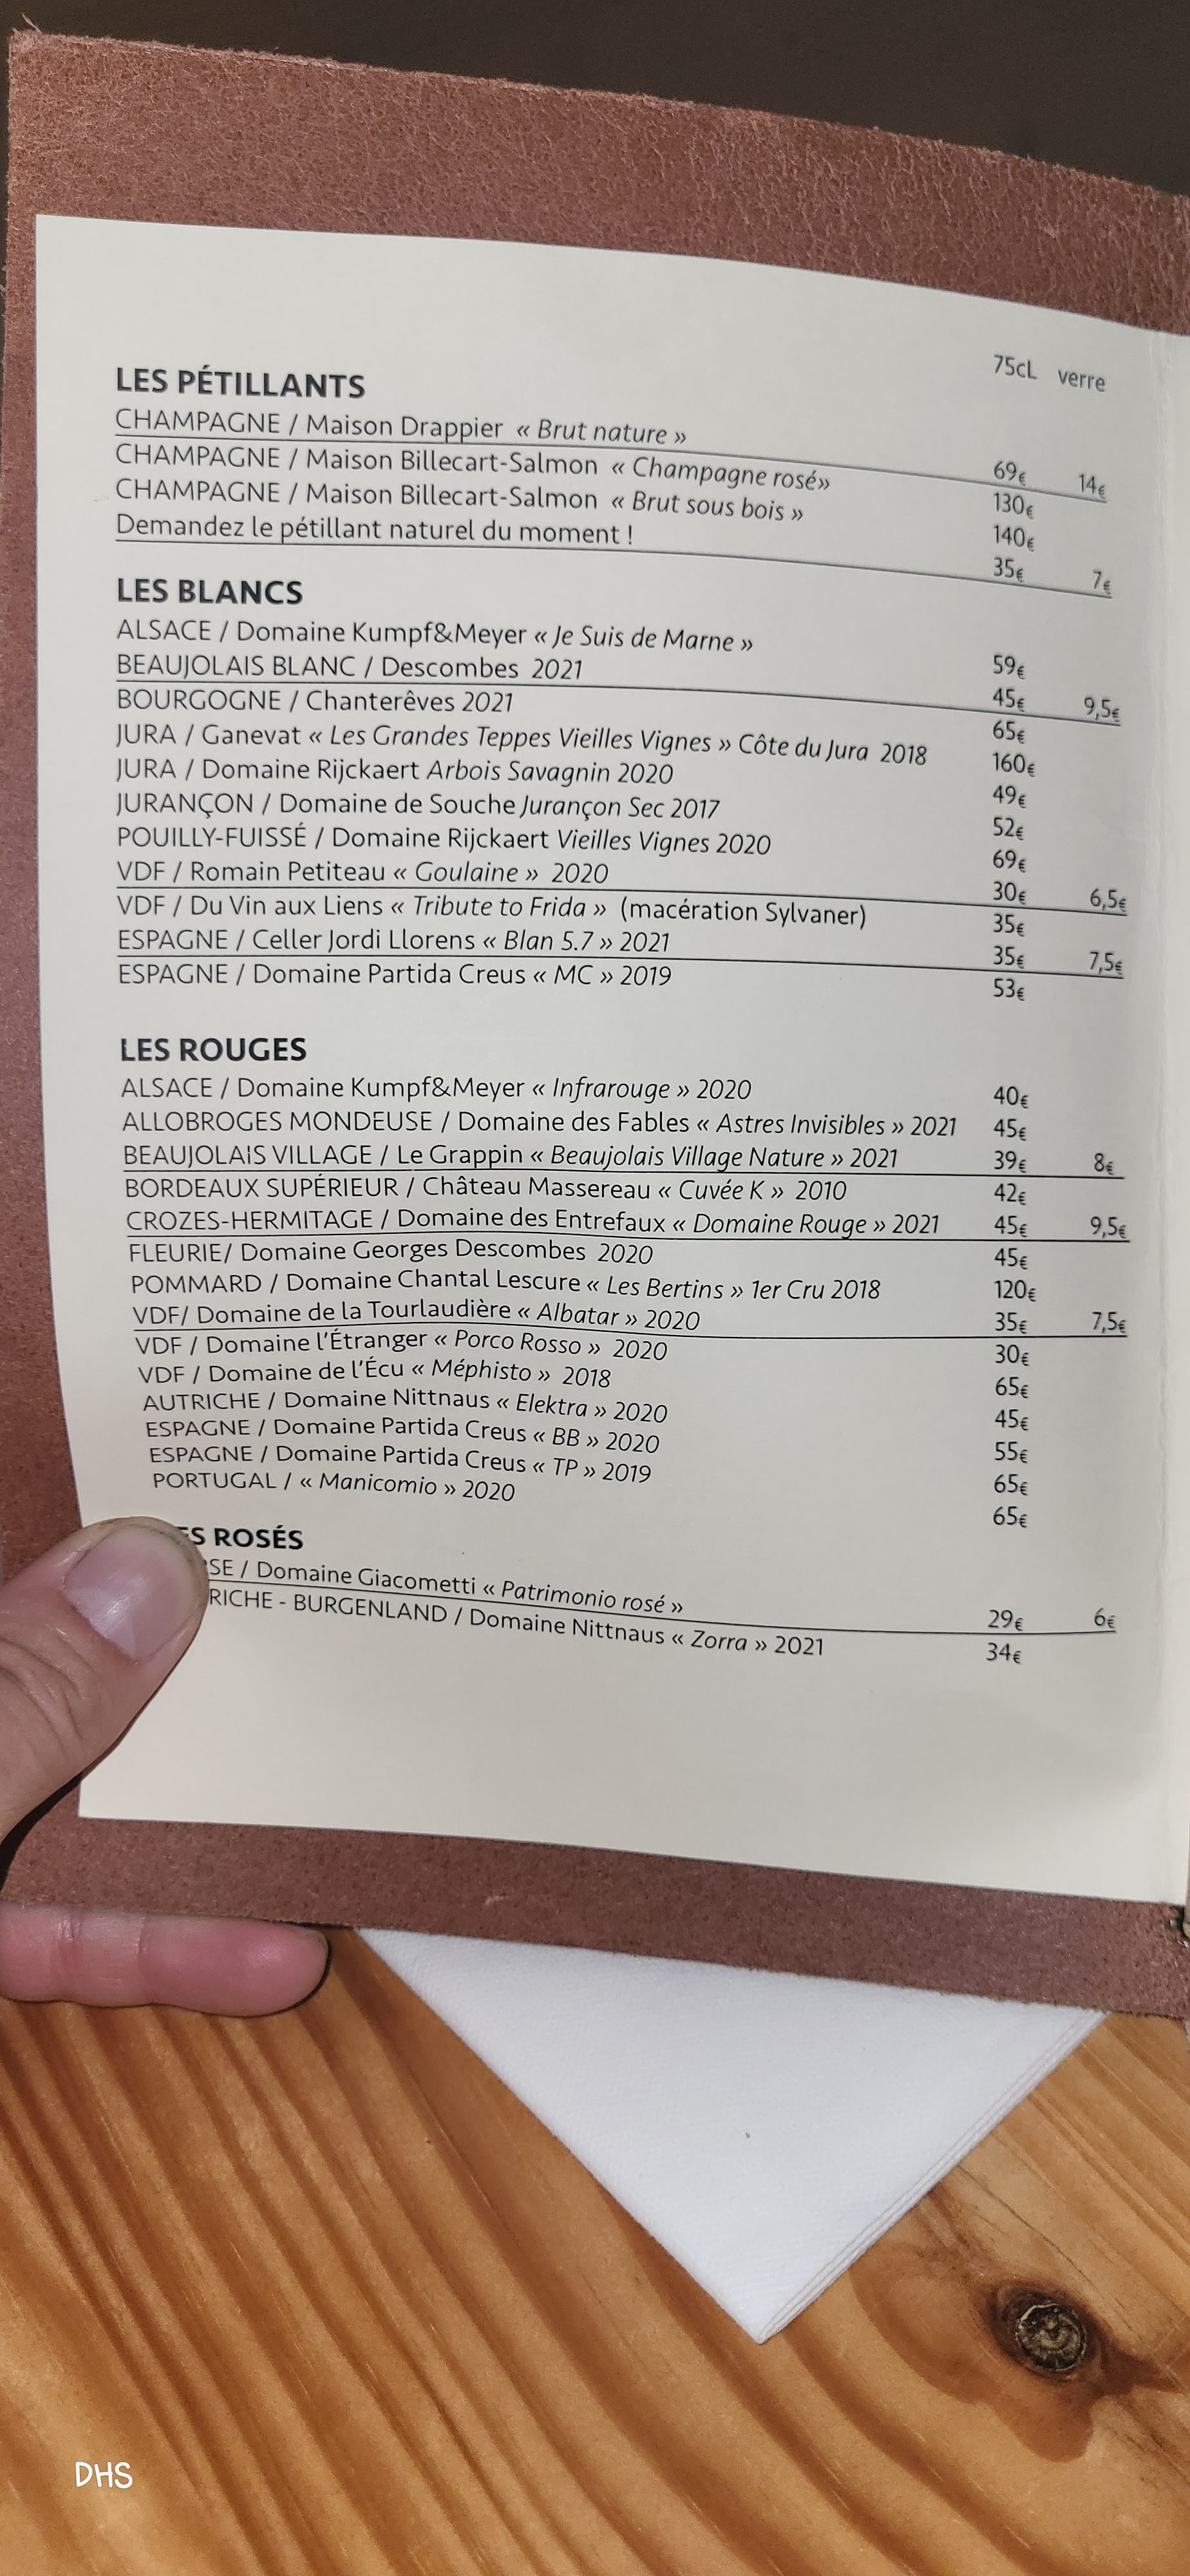 75cL verre
LES PÉTILLANTS
CHAMPAGNE / Maison Drappier « Brut nature » 69€ 14€
CHAMPAGNE / Maison Billecart-Salmon « Champagne rosé» 130€
CHAMPAGNE / Maison Billecart-Salmon « Brut sous bois » 140€
Demandez le pétillant naturel du moment ! 35€ 7€
LES BLANCS
ALSACE / Domaine Kumpf&Meyer « Je Suis de Marne » 59€
BEAUJOLAIS BLANC / Descombes 2021 45€ 9,5€
BOURGOGNE / Chanterêves 2021 65€
JURA / Ganevat « Les Grandes Teppes Vieilles Vignes » Côte du Jura 2018 160€
JURA / Domaine Rijckaert Arbois Savagnin 2020 49€
JURANÇON / Domaine de Souche Jurançon Sec 2017 52€
POUILLY-FUISSÉ / Domaine Rijckaert Vieilles Vignes 2020 69€
VDF / Romain Petiteau « Goulaine » 2020 30€ 6,5€
VDF / Du Vin aux Liens « Tribute to Frida » (macération Sylvaner) 35€
ESPAGNE / Celler Jordi Llorens « Blan 5.7 » 2021 35€ 7,5€
ESPAGNE / Domaine Partida Creus « MC » 2019 53€
LES ROUGES
ALSACE / Domaine Kumpf&Meyer « Infrarouge » 2020 40€
ALLOBROGES MONDEUSE / Domaine des Fables « Astres Invisibles » 2021 45€
BEAUJOLAIS VILLAGE / Le Grappin « Beaujolais Village Nature » 2021 39€ 8€
BORDEAUX SUPÉRIEUR / Château Massereau « Cuvée K » 2010 42€
CROZES-HERMITAGE / Domaine des Entrefaux « Domaine Rouge » 2021 45€ 9,5€
FLEURIE/ Domaine Georges Descombes 2020 45€
POMMARD / Domaine Chantal Lescure « Les Bertins » 1er Cru 2018 120€
VDF/ Domaine de la Tourlaudière « Albatar » 2020 35€ 7,5€
VDF / Domaine l'Étranger « Porco Rosso » 2020 30€
VDF / Domaine de l'Écu « Méphisto » 2018 65€
AUTRICHE / Domaine Nittnaus « Elektra » 2020 45€
ESPAGNE / Domaine Partida Creus « BB » 2020 55€
ESPAGNE / Domaine Partida Creus « TP » 2019 65€
PORTUGAL / « Manicomio » 2020 65€
ES ROSÉS
SE / Domaine Giacometti « Patrimonio rosé » 29€ 6€
RICHE - BURGENLAND / Domaine Nittnaus « Zorra » 2021 34€
DHS